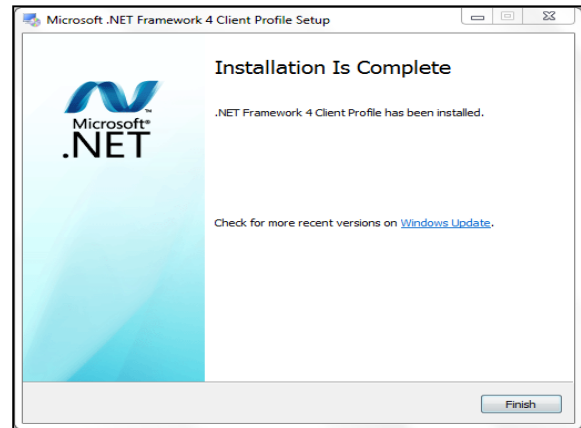 Microsoft .NET Framework 4 Client Profile Setup
Installation Is Complete
.NET Framework 4 Client Profile has been installed.
Microsoft®
.NET™
Check for more recent versions on Windows Update.
Finish